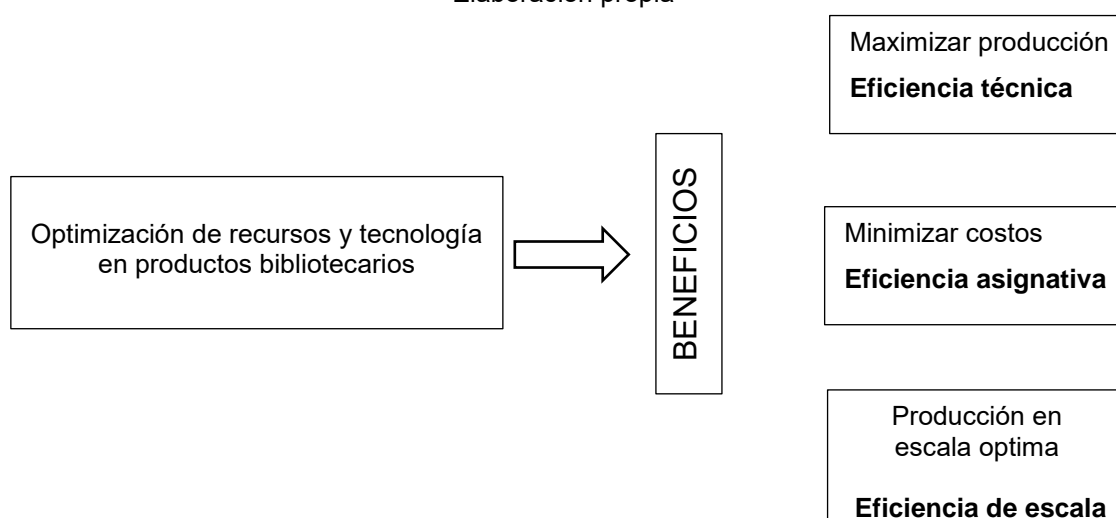 Elaboración propia
Maximizar producción
Eficiencia técnica
Optimización de recursos y tecnología
en productos bibliotecarios
BENEFICIOS
Minimizar costos
Eficiencia asignativa
Producción en
escala optima
Eficiencia de escala